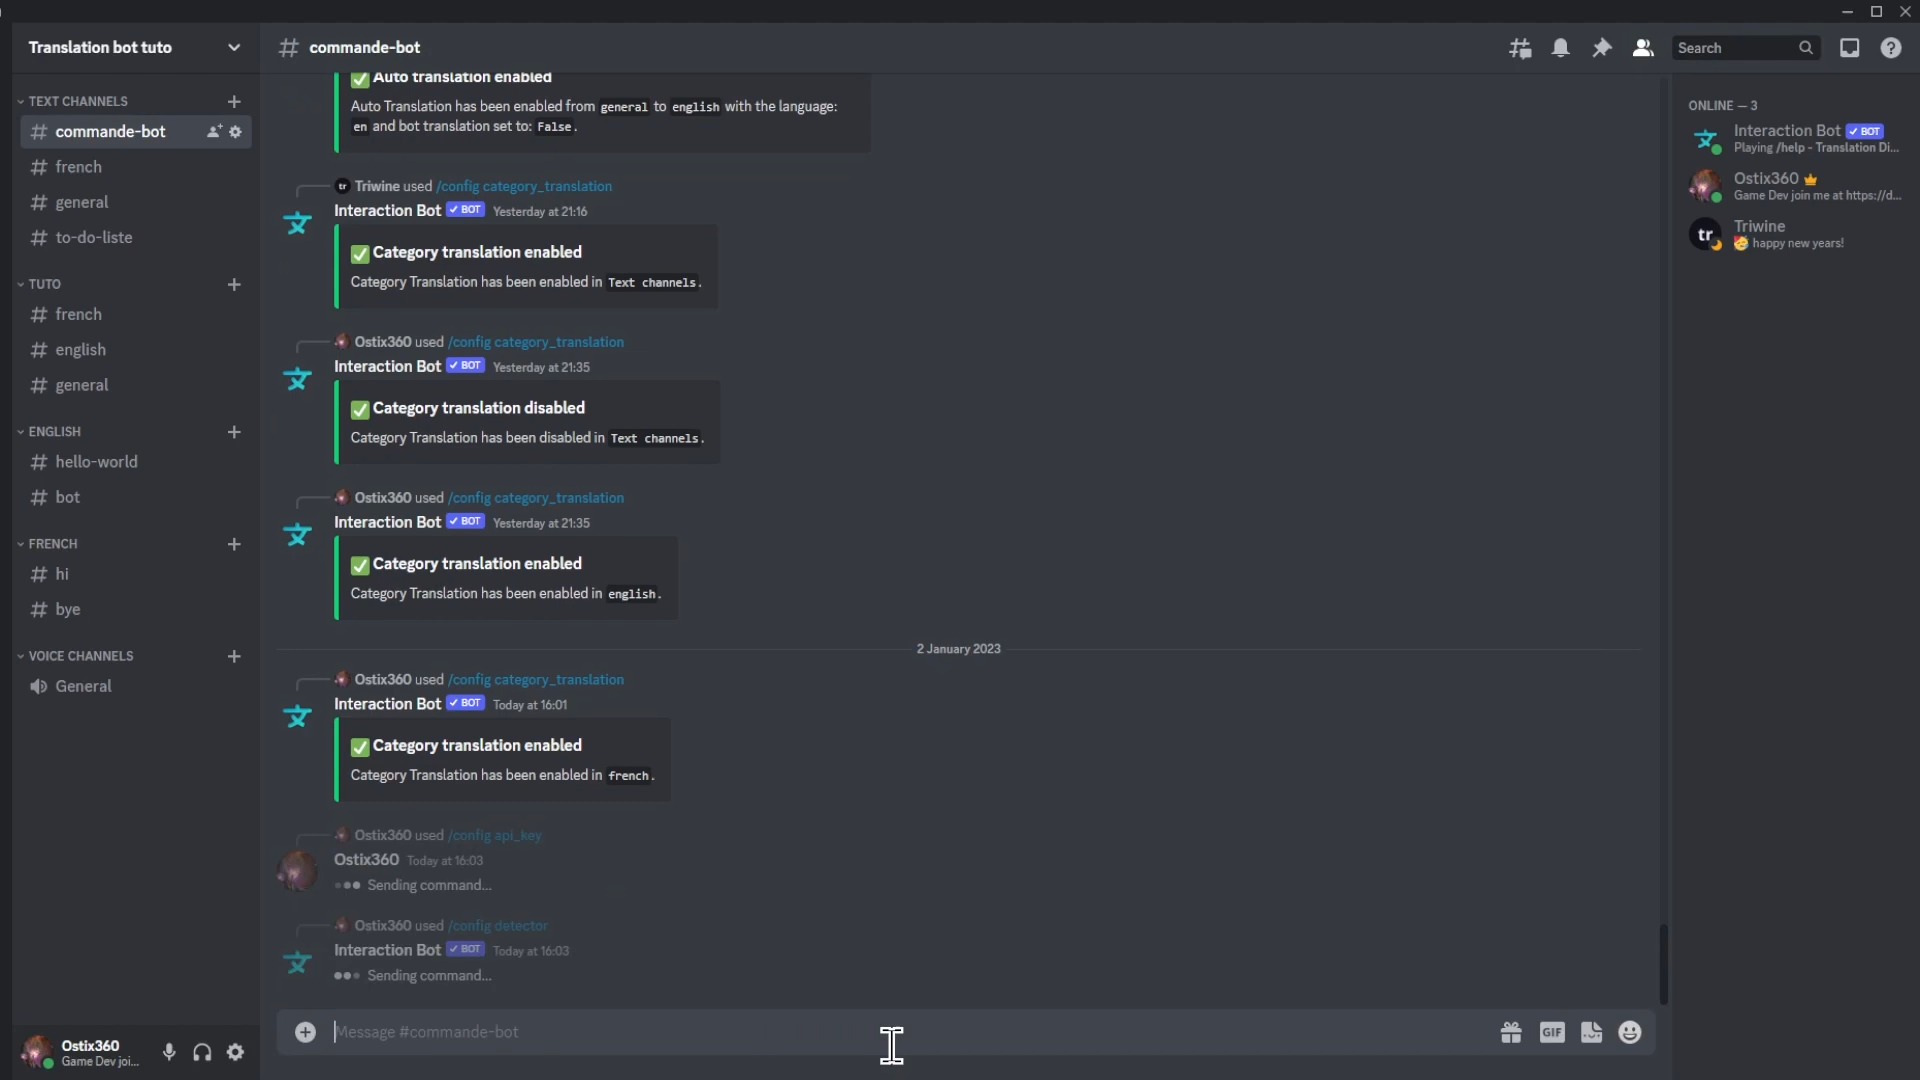 Translation bot tuto
TEXT CHANNELS
commande-bot
french
general
to-do-liste
TUTO
french
english
general
ENGLISH
hello-world
bot
FRENCH
hi
bye
VOICE CHANNELS
General
Ostix360
Game Dev joi...
commande-bot
Search
Auto translation enabled
Auto Translation has been enabled from general to english with the language:
en and bot translation set to: False.
tr Triwine used /config category_translation
Interaction Bot ✓ BOT Yesterday at 21:16
Category translation enabled
Category Translation has been enabled in Text channels.
Ostix360 used /config category_translation
Interaction Bot ✓ BOT Yesterday at 21:35
Category translation disabled
Category Translation has been disabled in Text channels.
Ostix360 used /config category_translation
Interaction Bot ✓ BOT Yesterday at 21:35
Category translation enabled
Category Translation has been enabled in english.
2 January 2023
Ostix360 used /config category_translation
Interaction Bot ✓ BOT Today at 16:01
Category translation enabled
Category Translation has been enabled in french.
Ostix360 used /config api_key
Ostix360 Today at 16:03
Sending command...
Ostix360 used /config detector
Interaction Bot ✓ BOT Today at 16:03
Sending command...
Message #commande-bot
GIF
ONLINE — 3
Interaction Bot ✓ BOT
Playing /help - Translation Di...
Ostix360
Game Dev join me at https://d...
tr Triwine
happy new years!